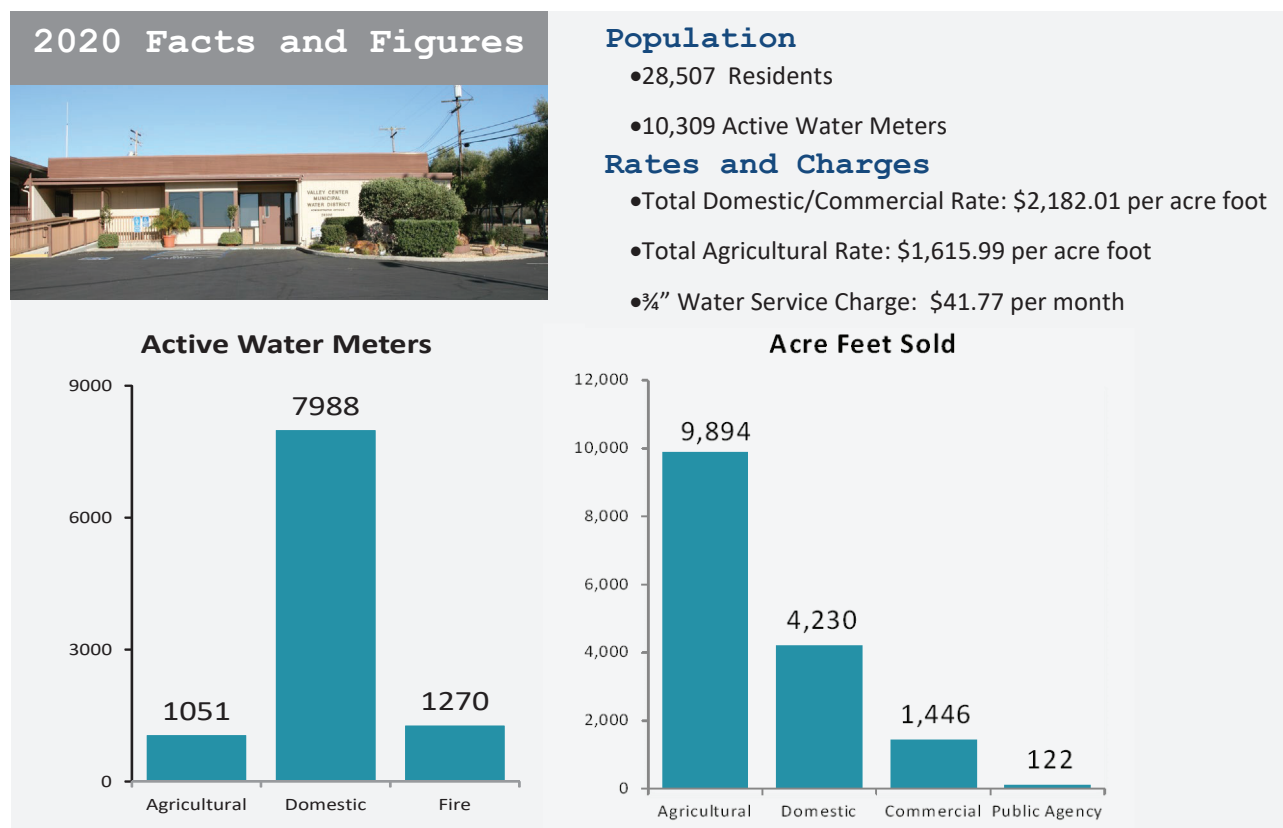 2020 Facts and Figures
VALLEY CENTER
MUNICIPAL
WATER DISTRICT
Population
•28,507 Residents
•10,309 Active Water Meters
Rates and Charges
•Total Domestic/Commercial Rate: $2,182.01 per acre foot
•Total Agricultural Rate: $1,615.99 per acre foot
•¾” Water Service Charge: $41.77 per month
Active Water Meters
9000
6000
3000
0
1051
7988
1270
Agricultural Domestic Fire
Acre Feet Sold
12,000
10,000
8,000
6,000
4,000
2,000
0
9,894
4,230
1,446
122
Agricultural Domestic Commercial Public Agency